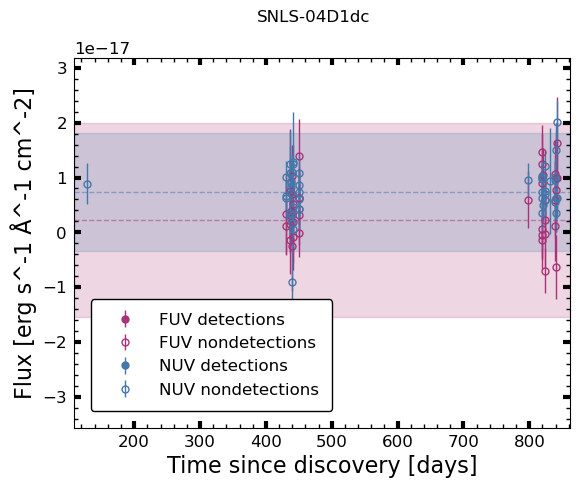 SNLS-04D1dc
1e−17
3
2
1
0
−1
−2
−3
Flux [erg s^-1 Å^-1 cm^-2]
FUV detections
FUV nondetections
NUV detections
NUV nondetections
200 300 400 500 600 700 800
Time since discovery [days]